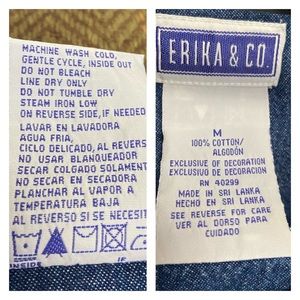 MACHINE WASH COLD,
GENTLE CYCLE, INSIDE OUT
DO NOT BLEACH
LINE DRY ONLY
DO NOT TUMBLE DRY
STEAM IRON LOW
ON REVERSE SIDE, IF NEEDED
LAVAR EN LAVADORA
AGUA FRIA,
CICLO DELICADO, AL REVERS
NO USAR BLANQUEADOR
SECAR COLGADO SOLAMENT
NO SECAR EN SECADORA
PLANCHAR AL VAPOR A
TEMPERATURA BAJA
AL REVERSO SI SE NECESIT
INSIDE
IF
ERIKA & CO.
M
100% COTTON/
ALGODÓN
EXCLUSIVE OF DECORATION
EXCLUSIVO DE DECORACION
RN 40299
MADE IN SRI LANKA
HECHO EN SRI LANKA
SEE REVERSE FOR CARE
VER AL DORSO PARA
CUIDADO